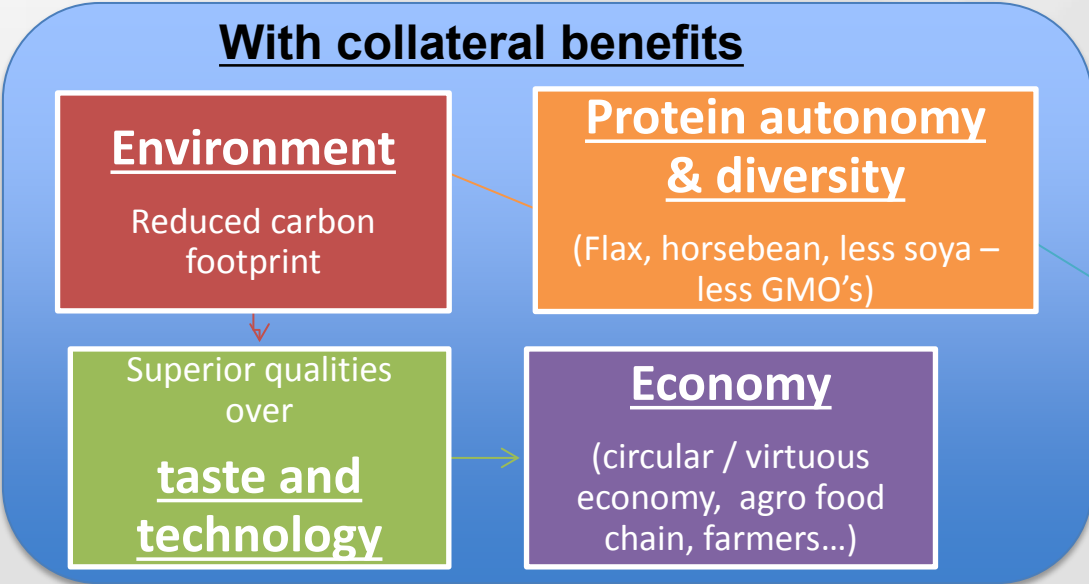 With collateral benefits
Environment
Reduced carbon
footprint
Protein autonomy
& diversity
(Flax, horsebean, less soya –
less GMO's)
Superior qualities
over
taste and
technology
Economy
(circular / virtuous
economy,  agro food
chain, farmers…)